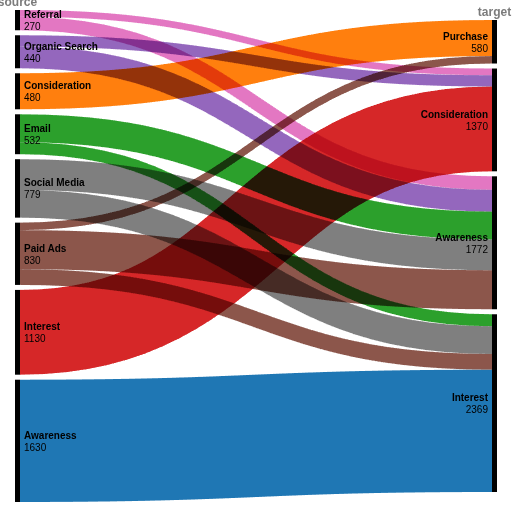 source
Referral
270
Organic Search
440
Consideration
480
Email
532
Social Media
779
Paid Ads
830
Interest
1130
Awareness
1630
target
Purchase
580
Consideration
1370
Awareness
1772
Interest
2369